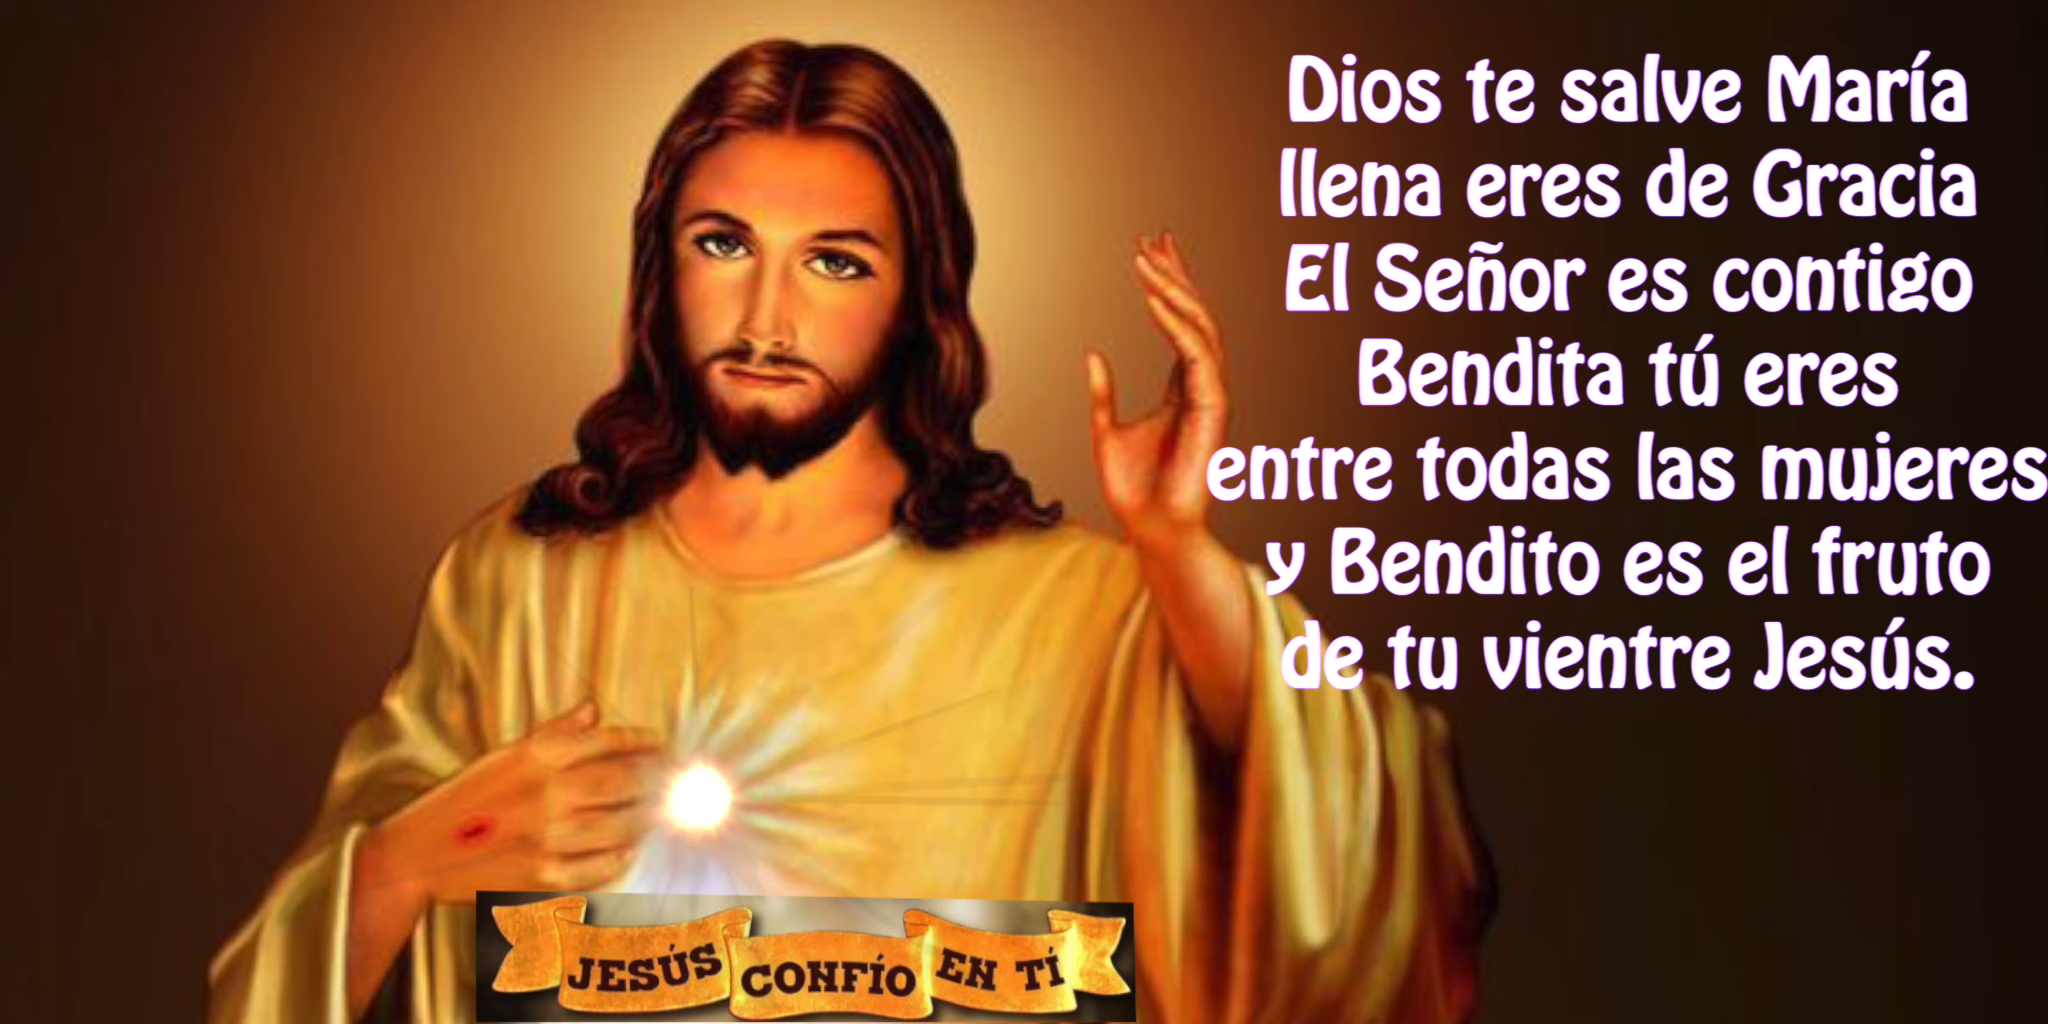 Dios te salve María
llena eres de Gracia
El Señor es contigo
Bendita tú eres
entre todas las mujeres
y Bendito es el fruto
de tu vientre Jesús.
JESÚS CONFÍO EN TÍ